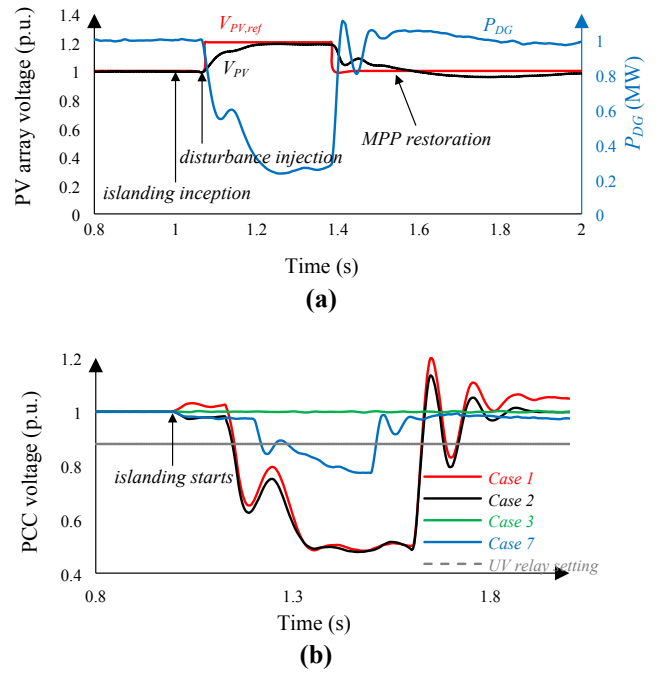 V_PV,ref
P_DG
1.4
1.2
1
0.8
0.6
0.4
0.2
0
PV array voltage (p.u.)
V_PV
disturbance injection
islanding inception
MPP restoration
1
0.8
0.6
0.4
0.2
0
P_DG (MW)
0.8 1 1.2 1.4 1.6 1.8 2
Time (s)
(a)
1.2
1
0.8
0.6
0.4
PCC voltage (p.u.)
islanding starts
Case 1
Case 2
Case 3
Case 7
UV relay setting
0.8 1.3 1.8
Time (s)
(b)